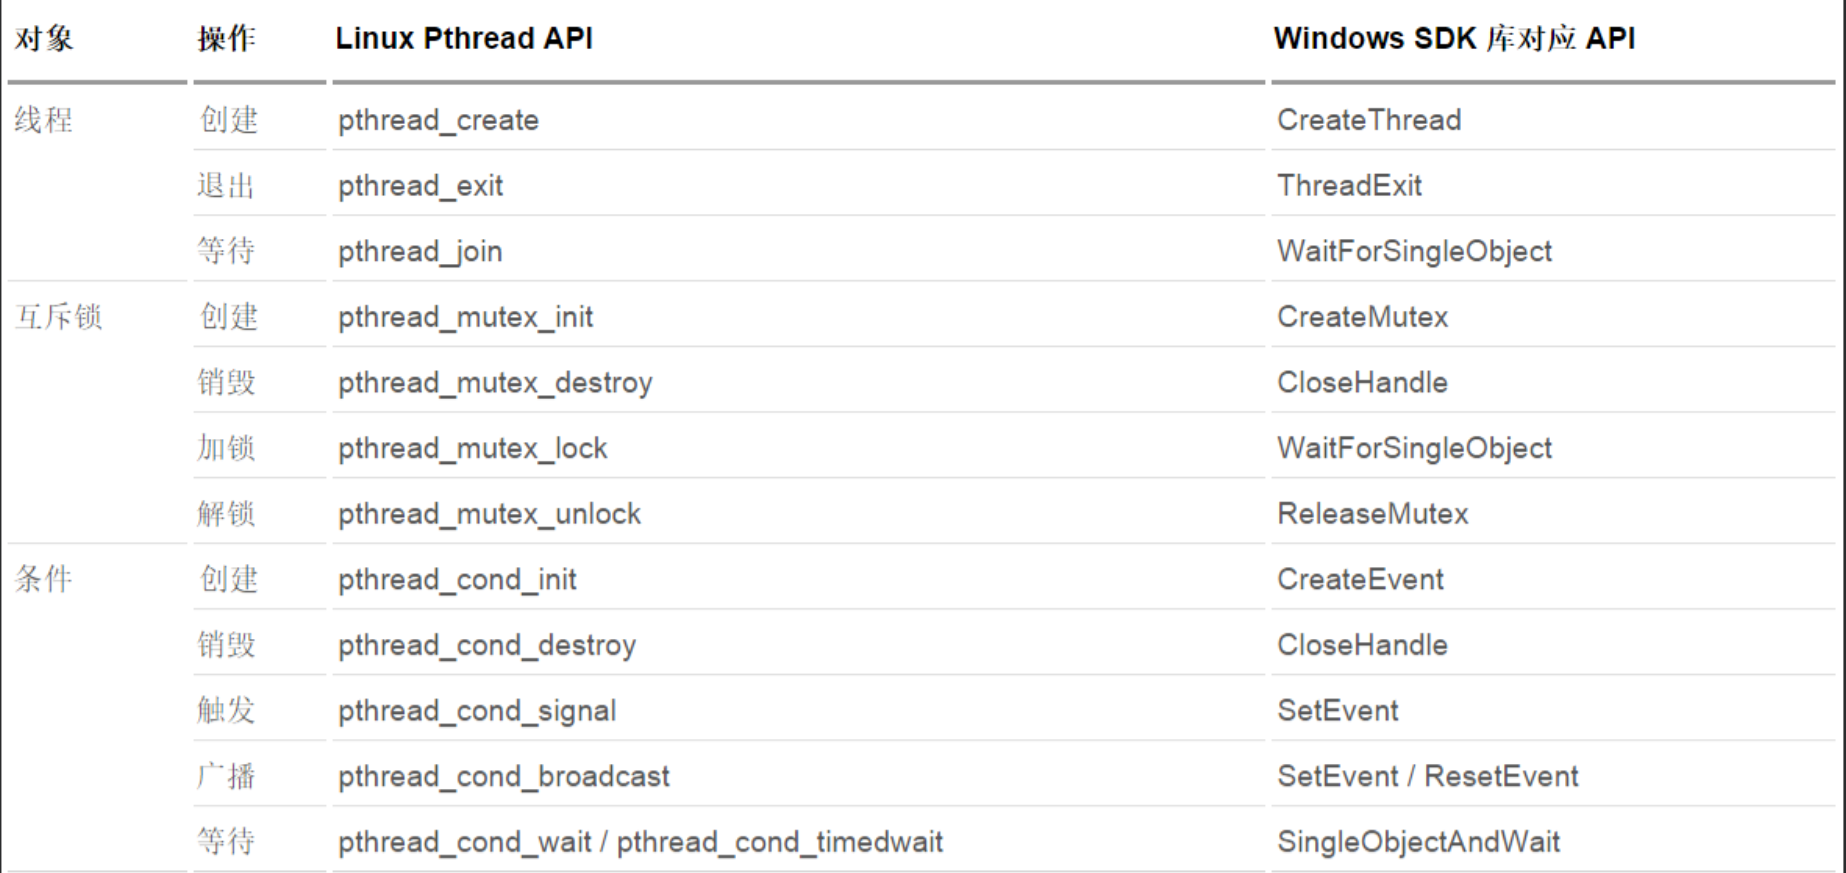 对象 操作 Linux Pthread API Windows SDK 库对应 API
线程 创建 pthread_create CreateThread
退出 pthread_exit ThreadExit
等待 pthread_join WaitForSingleObject
互斥锁 创建 pthread_mutex_init CreateMutex
销毁 pthread_mutex_destroy CloseHandle
加锁 pthread_mutex_lock WaitForSingleObject
解锁 pthread_mutex_unlock ReleaseMutex
条件 创建 pthread_cond_init CreateEvent
销毁 pthread_cond_destroy CloseHandle
触发 pthread_cond_signal SetEvent
广播 pthread_cond_broadcast SetEvent / ResetEvent
等待 pthread_cond_wait / pthread_cond_timedwait SingleObjectAndWait